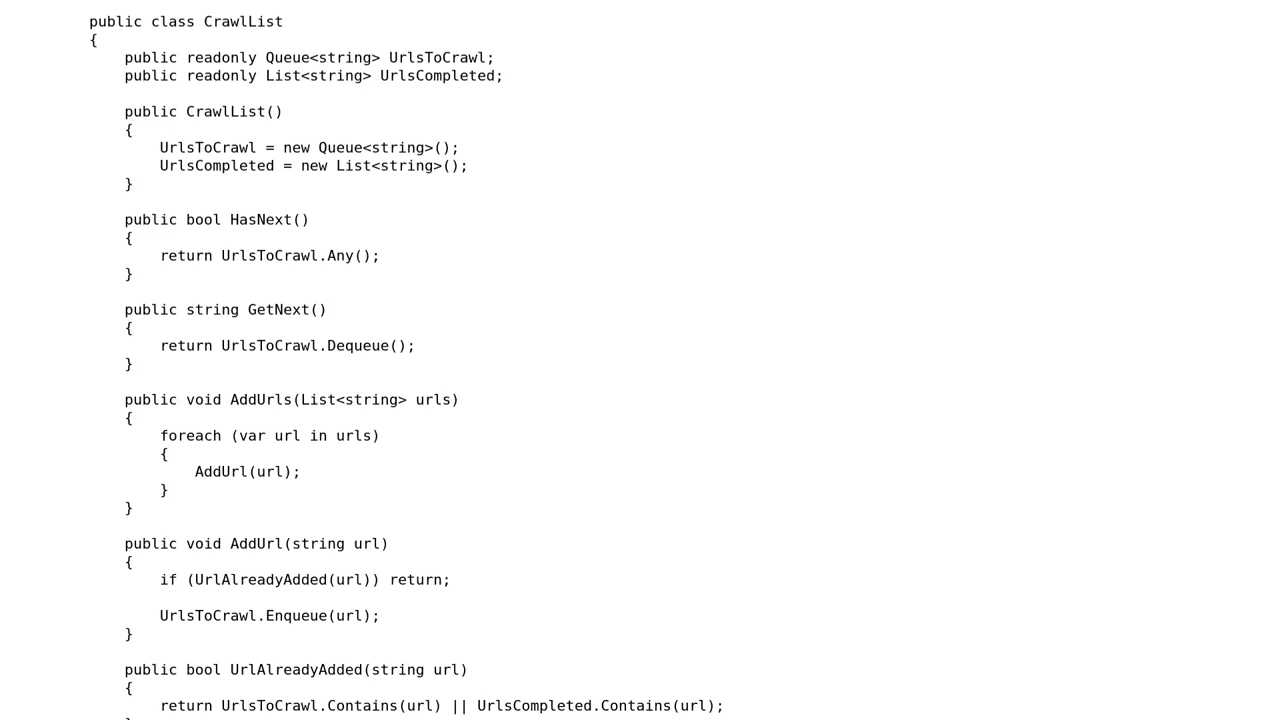 public class CrawlList
{
    public readonly Queue<string> UrlsToCrawl;
    public readonly List<string> UrlsCompleted;

    public CrawlList()
    {
        UrlsToCrawl = new Queue<string>();
        UrlsCompleted = new List<string>();
    }

    public bool HasNext()
    {
        return UrlsToCrawl.Any();
    }

    public string GetNext()
    {
        return UrlsToCrawl.Dequeue();
    }

    public void AddUrls(List<string> urls)
    {
        foreach (var url in urls)
        {
            AddUrl(url);
        }
    }

    public void AddUrl(string url)
    {
        if (UrlAlreadyAdded(url)) return;

        UrlsToCrawl.Enqueue(url);
    }

    public bool UrlAlreadyAdded(string url)
    {
        return UrlsToCrawl.Contains(url) || UrlsCompleted.Contains(url);